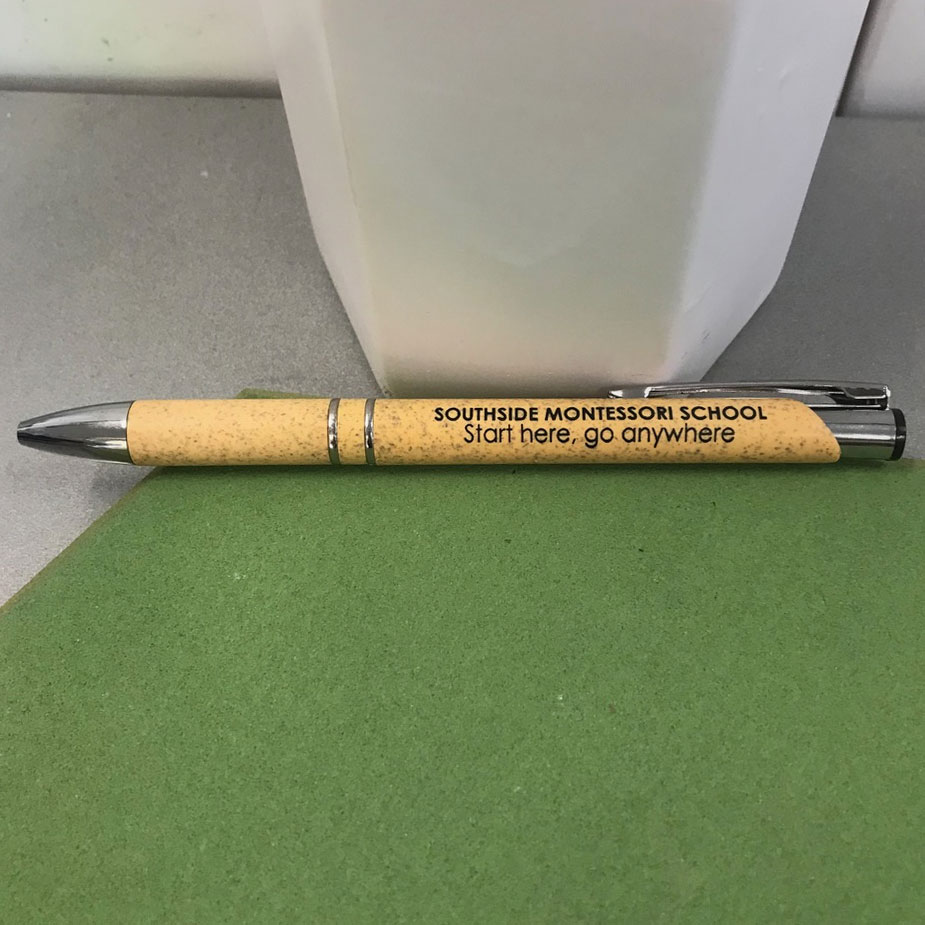 SOUTHSIDE MONTESSORI SCHOOL
Start here, go anywhere